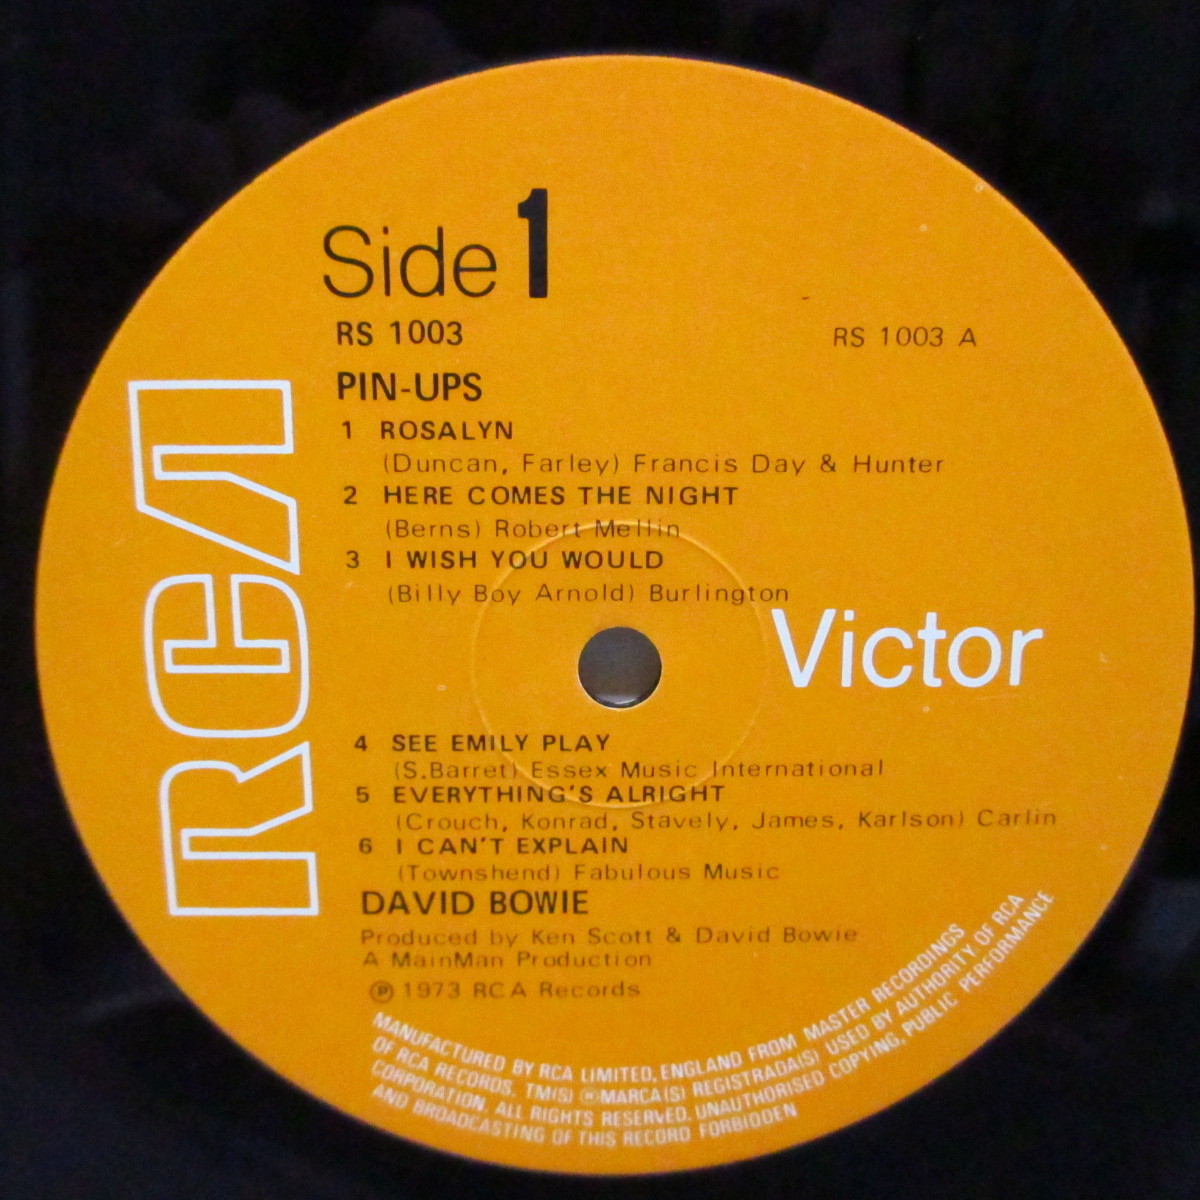 Side 1
RS 1003
RS 1003 A
PIN-UPS
1 ROSALYN
(Duncan, Farley) Francis Day & Hunter
2 HERE COMES THE NIGHT
(Berns) Robert Mellin
3 I WISH YOU WOULD
(Billy Boy Arnold) Burlington
RCA
Victor
4 SEE EMILY PLAY
(S.Barret) Essex Music International
5 EVERYTHING'S ALRIGHT
(Crouch, Konrad, Stavely, James, Karlson) Carlin
6 I CAN'T EXPLAIN
(Townshend) Fabulous Music
DAVID BOWIE
Produced by Ken Scott & David Bowie
A MainMan Production
℗ 1973 RCA Records
MANUFACTURED BY RCA LIMITED, ENGLAND FROM MASTER RECORDINGS
OF RCA RECORDS. TM(S) ® MARCA(S) REGISTRADA(S) USED BY AUTHORITY OF RCA
CORPORATION. ALL RIGHTS RESERVED. UNAUTHORISED COPYING, PUBLIC PERFORMANCE
AND BROADCASTING OF THIS RECORD FORBIDDEN